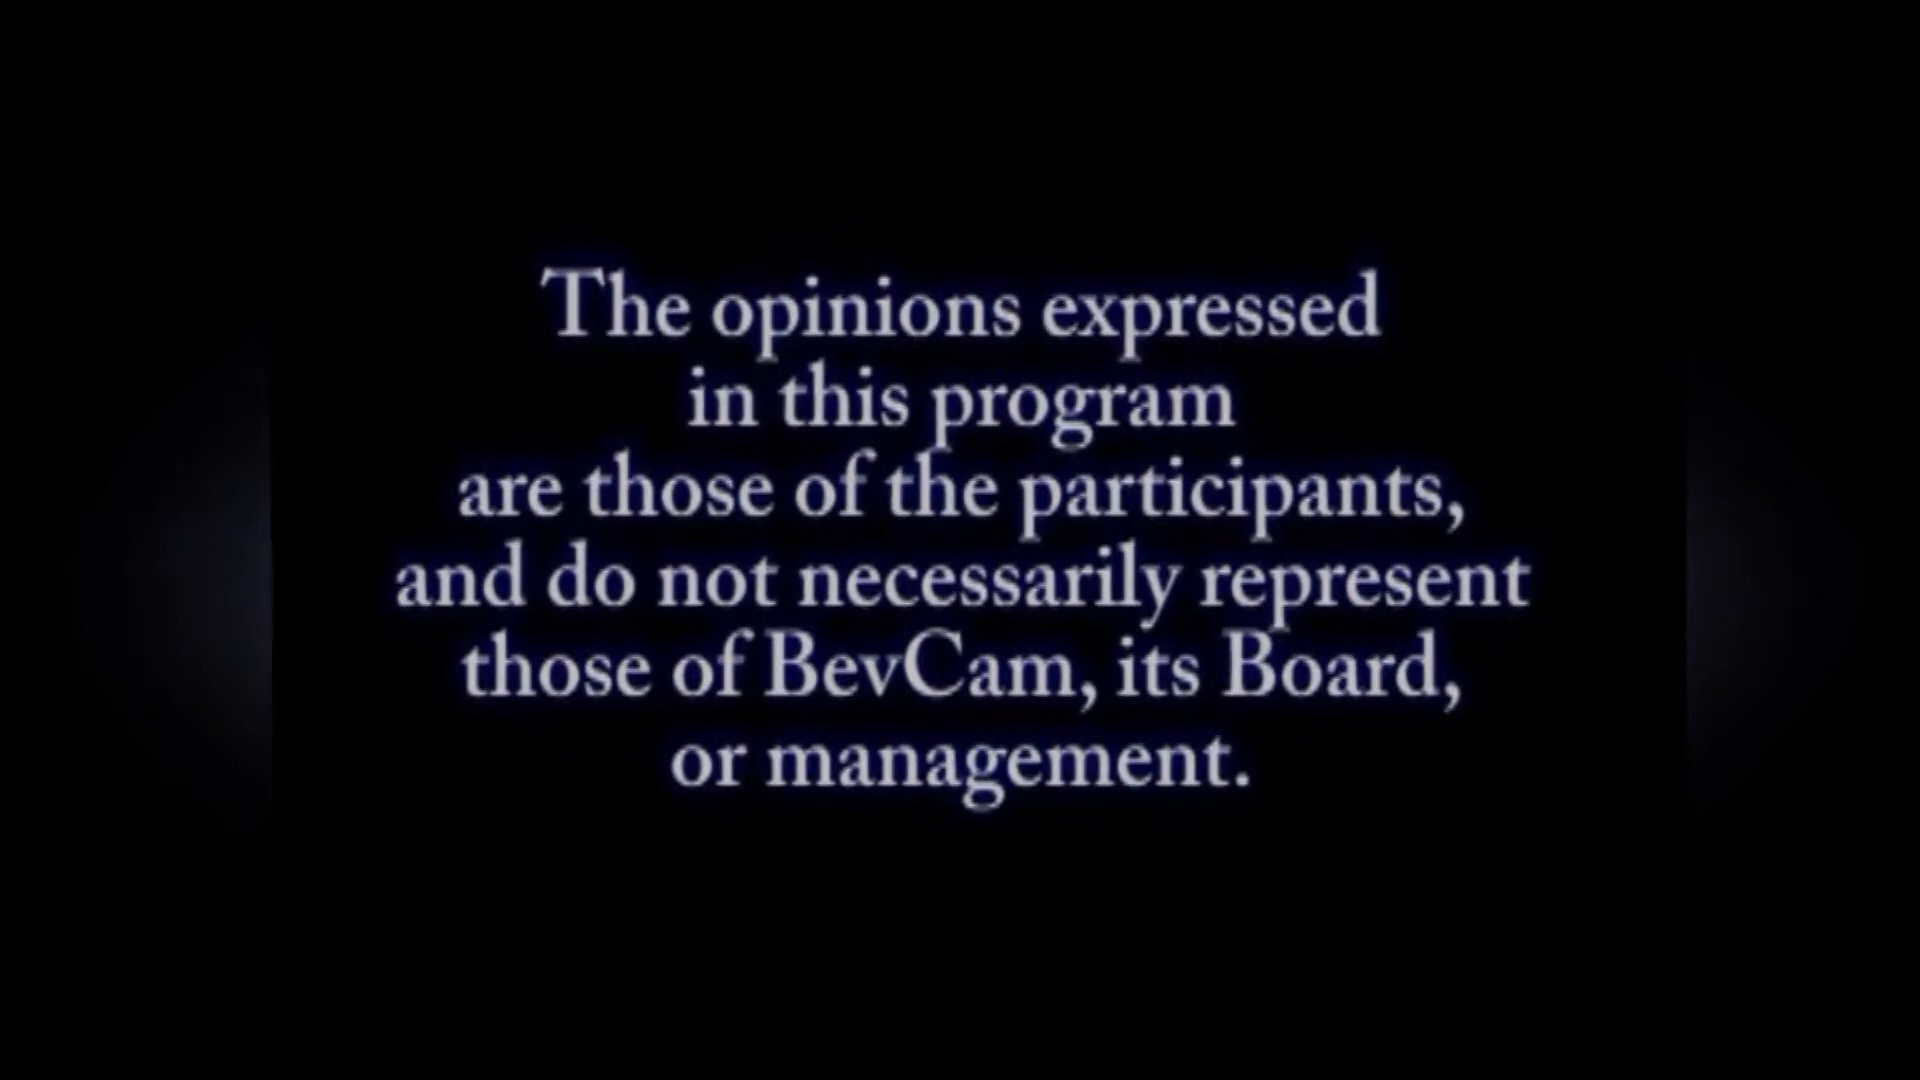 The opinions expressed
in this program
are those of the participants,
and do not necessarily represent
those of BevCam, its Board,
or management.